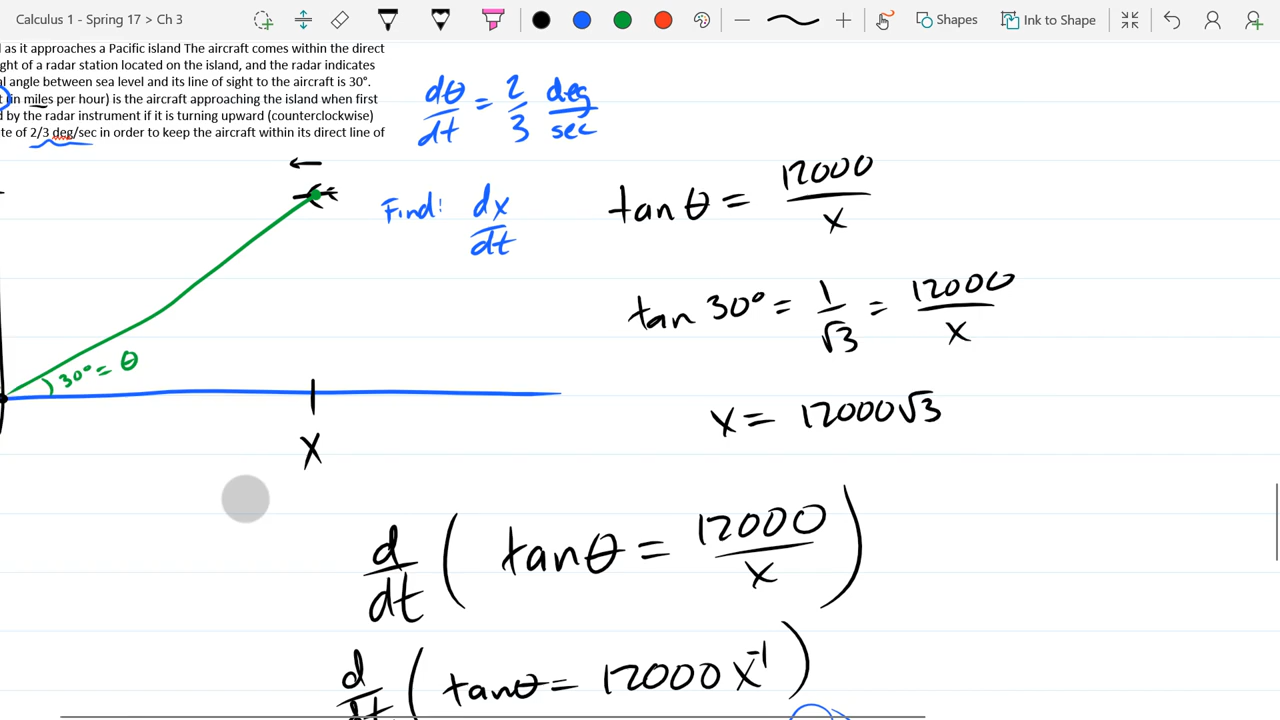 Calculus 1 - Spring 17 > Ch 3
Shapes
Ink to Shape
as it approaches a Pacific island The aircraft comes within the direct
ght of a radar station located on the island, and the radar indicates
al angle between sea level and its line of sight to the aircraft is 30°.
t (in miles per hour) is the aircraft approaching the island when first
d by the radar instrument if it is turning upward (counterclockwise)
te of 2/3 deg/sec in order to keep the aircraft within its direct line of
dθ/dt = 2/3 deg/sec
Find: dx/dt
tan θ = 12000/x
tan 30° = 1/√3 = 12000/x
x = 12000√3
30° = θ
x
d/dt ( tan θ = 12000/x )
d/dt ( tan θ = 12000 x⁻¹ )